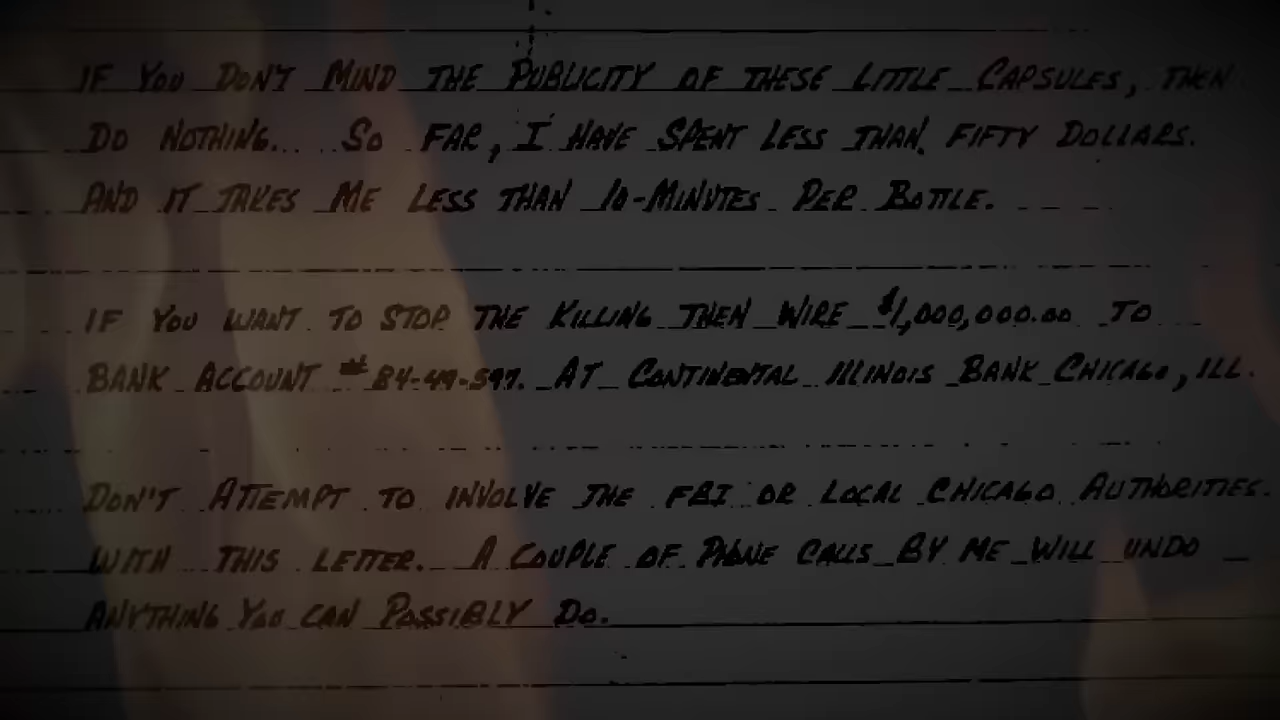 IF YOU DON'T MIND THE PUBLICITY OF THESE LITTLE CAPSULES, THEN
DO NOTHING... SO FAR, I HAVE SPENT LESS THAN FIFTY DOLLARS.
AND IT TAKES ME LESS THAN 10-MINUTES PER BOTTLE.
IF YOU WANT TO STOP THE KILLING THEN WIRE $1,000,000.00 TO
BANK ACCOUNT # 84-49-597. AT CONTINENTAL ILLINOIS BANK CHICAGO, ILL.
DON'T ATTEMPT TO INVOLVE THE FBI OR LOCAL CHICAGO AUTHORITIES.
WITH THIS LETTER. A COUPLE OF PHONE CALLS BY ME WILL UNDO
ANYTHING YOU CAN POSSIBLY DO.